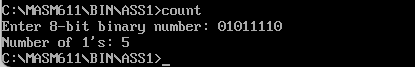 C:\MASM611\BIN\ASS1>count
Enter 8-bit binary number: 01011110
Number of 1's: 5
C:\MASM611\BIN\ASS1>_